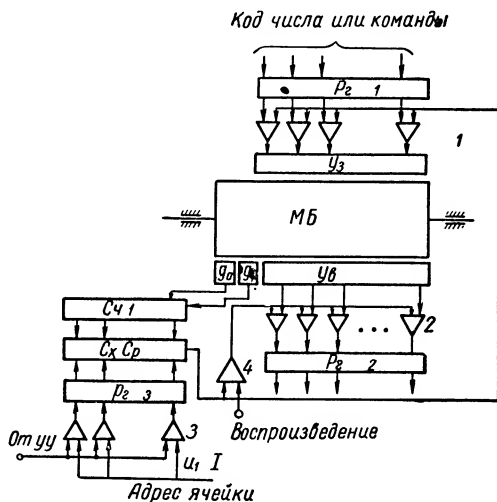 Код числа или команды
Рг 1
1
Уз
МБ
Ув
Сч 1
Сх Ср
2
4
Рг 2
Рг 3
3
Воспроизведение
От уу
и₁ I
Адрес ячейки